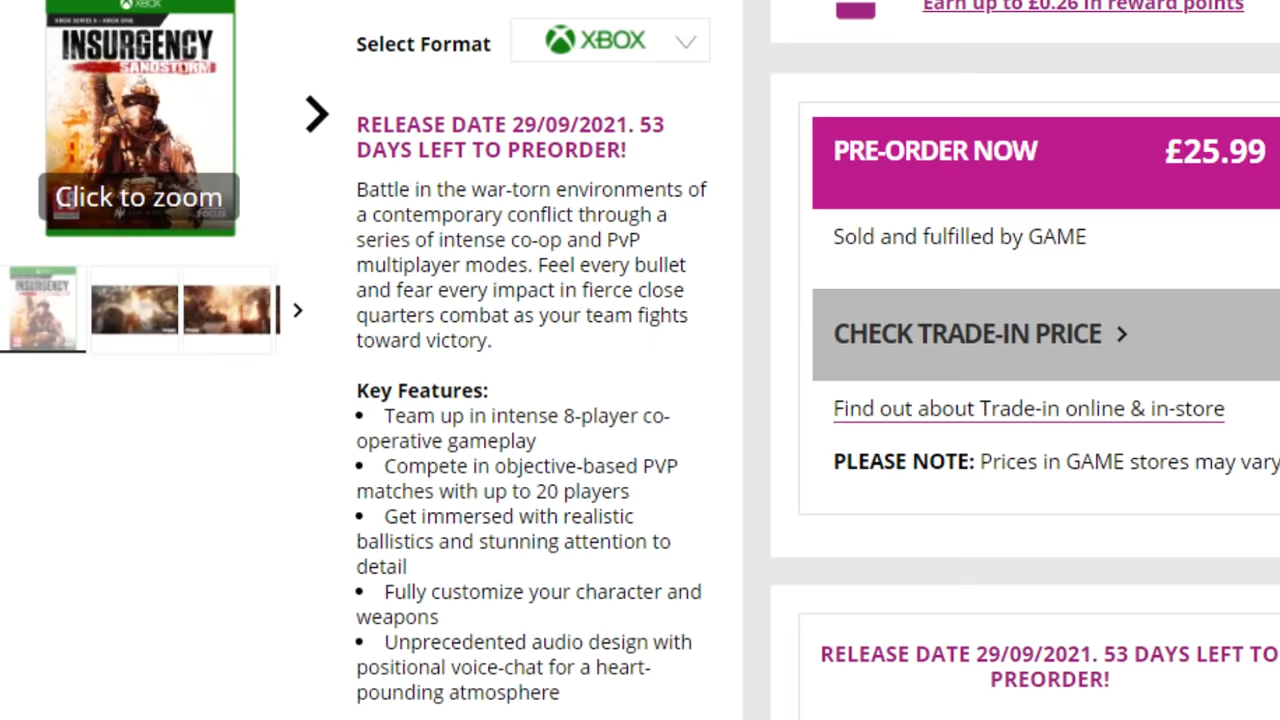 XBOX
XBOX SERIES X - XBOX ONE
INSURGENCY
SANDSTORM
Click to zoom
FOCUS
INSURGENCY
Select Format
XBOX
RELEASE DATE 29/09/2021. 53
DAYS LEFT TO PREORDER!
Battle in the war-torn environments of
a contemporary conflict through a
series of intense co-op and PvP
multiplayer modes. Feel every bullet
and fear every impact in fierce close
quarters combat as your team fights
toward victory.
Key Features:
• Team up in intense 8-player co-
operative gameplay
• Compete in objective-based PVP
matches with up to 20 players
• Get immersed with realistic
ballistics and stunning attention to
detail
• Fully customize your character and
weapons
• Unprecedented audio design with
positional voice-chat for a heart-
pounding atmosphere
Earn up to £0.26 in reward points
PRE-ORDER NOW £25.99
Sold and fulfilled by GAME
CHECK TRADE-IN PRICE >
Find out about Trade-in online & in-store
PLEASE NOTE: Prices in GAME stores may vary
RELEASE DATE 29/09/2021. 53 DAYS LEFT TO
PREORDER!